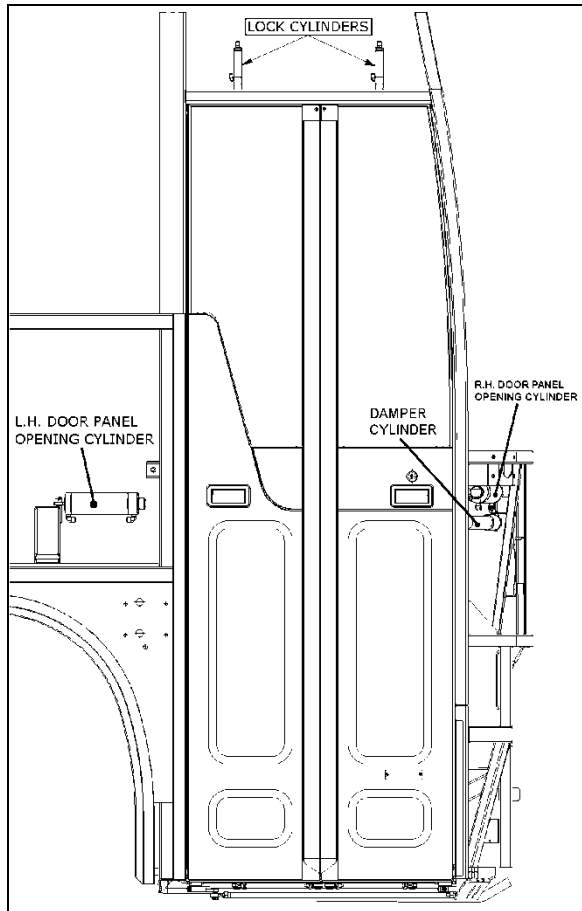 LOCK CYLINDERS
R.H. DOOR PANEL
OPENING CYLINDER
DAMPER
CYLINDER
L.H. DOOR PANEL
OPENING CYLINDER